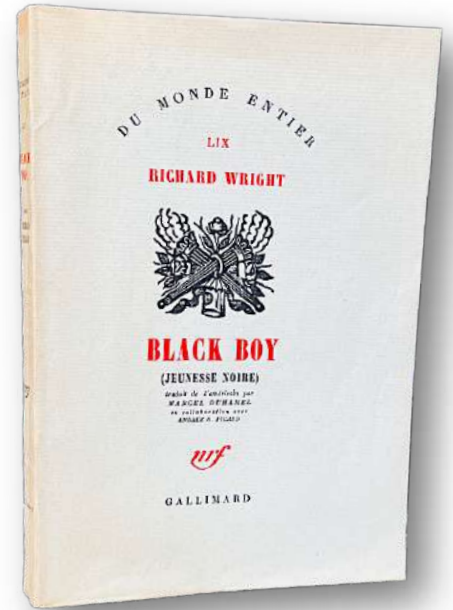 DU MONDE ENTIER
LIX
RICHARD WRIGHT
BLACK BOY
(JEUNESSE NOIRE)
traduit de l'américain par
MARCEL DUHAMEL
en collaboration avec
ANDRÉE R. PICARD
nrf
GALLIMARD